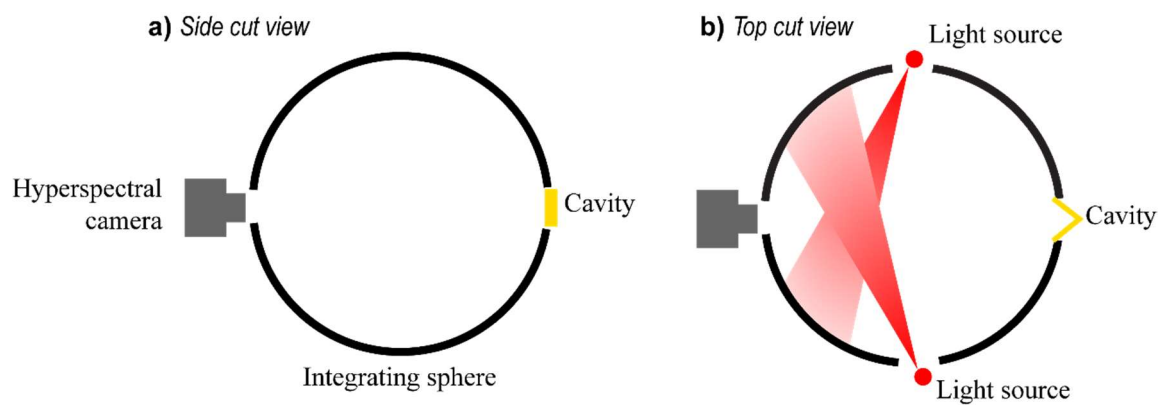 a) Side cut view
Hyperspectral
camera
Cavity
Integrating sphere
b) Top cut view
Light source
Cavity
Light source